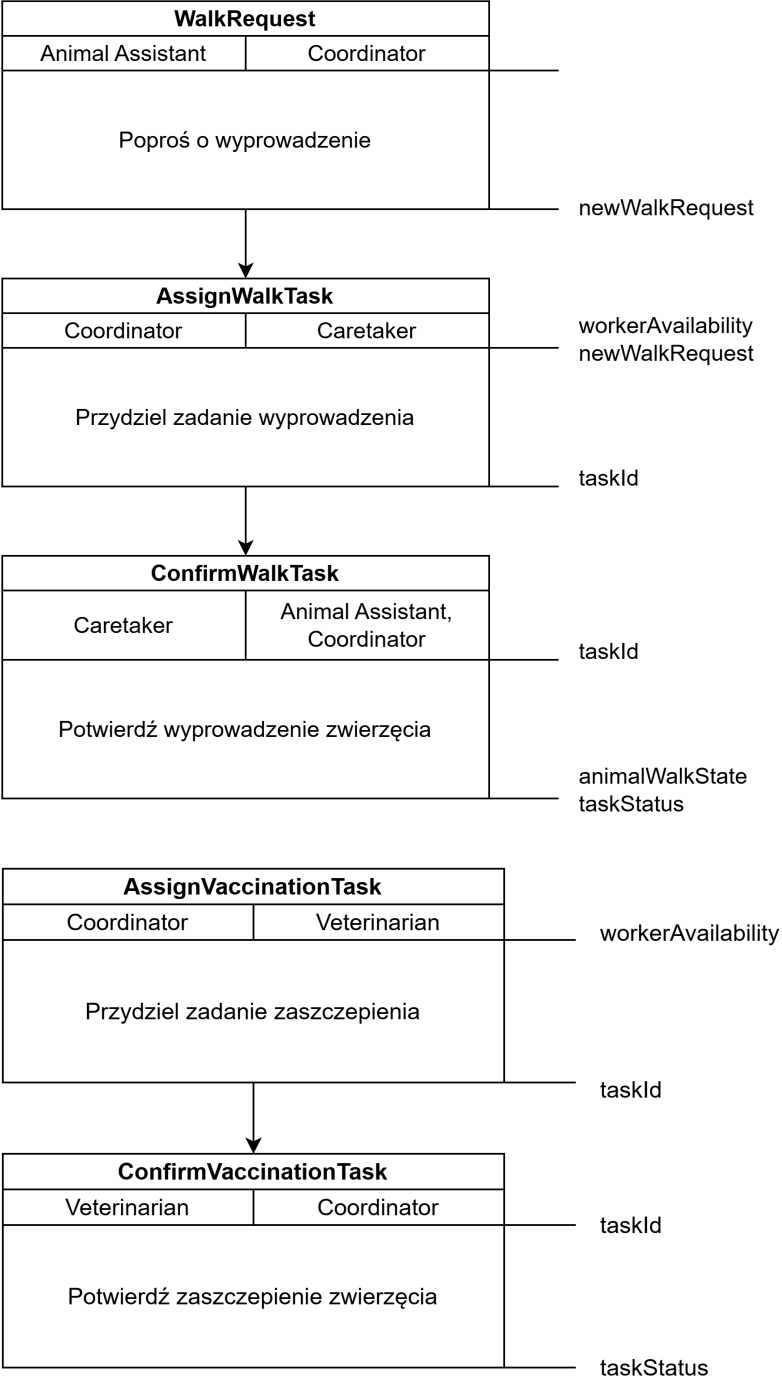 WalkRequest
Animal Assistant
Coordinator
Poproś o wyprowadzenie
newWalkRequest
AssignWalkTask
Coordinator
Caretaker
workerAvailability
newWalkRequest
Przydziel zadanie wyprowadzenia
taskId
ConfirmWalkTask
Caretaker
Animal Assistant,
Coordinator
taskId
Potwierdź wyprowadzenie zwierzęcia
animalWalkState
taskStatus
AssignVaccinationTask
Coordinator
Veterinarian
workerAvailability
Przydziel zadanie zaszczepienia
taskId
ConfirmVaccinationTask
Veterinarian
Coordinator
taskId
Potwierdź zaszczepienie zwierzęcia
taskStatus